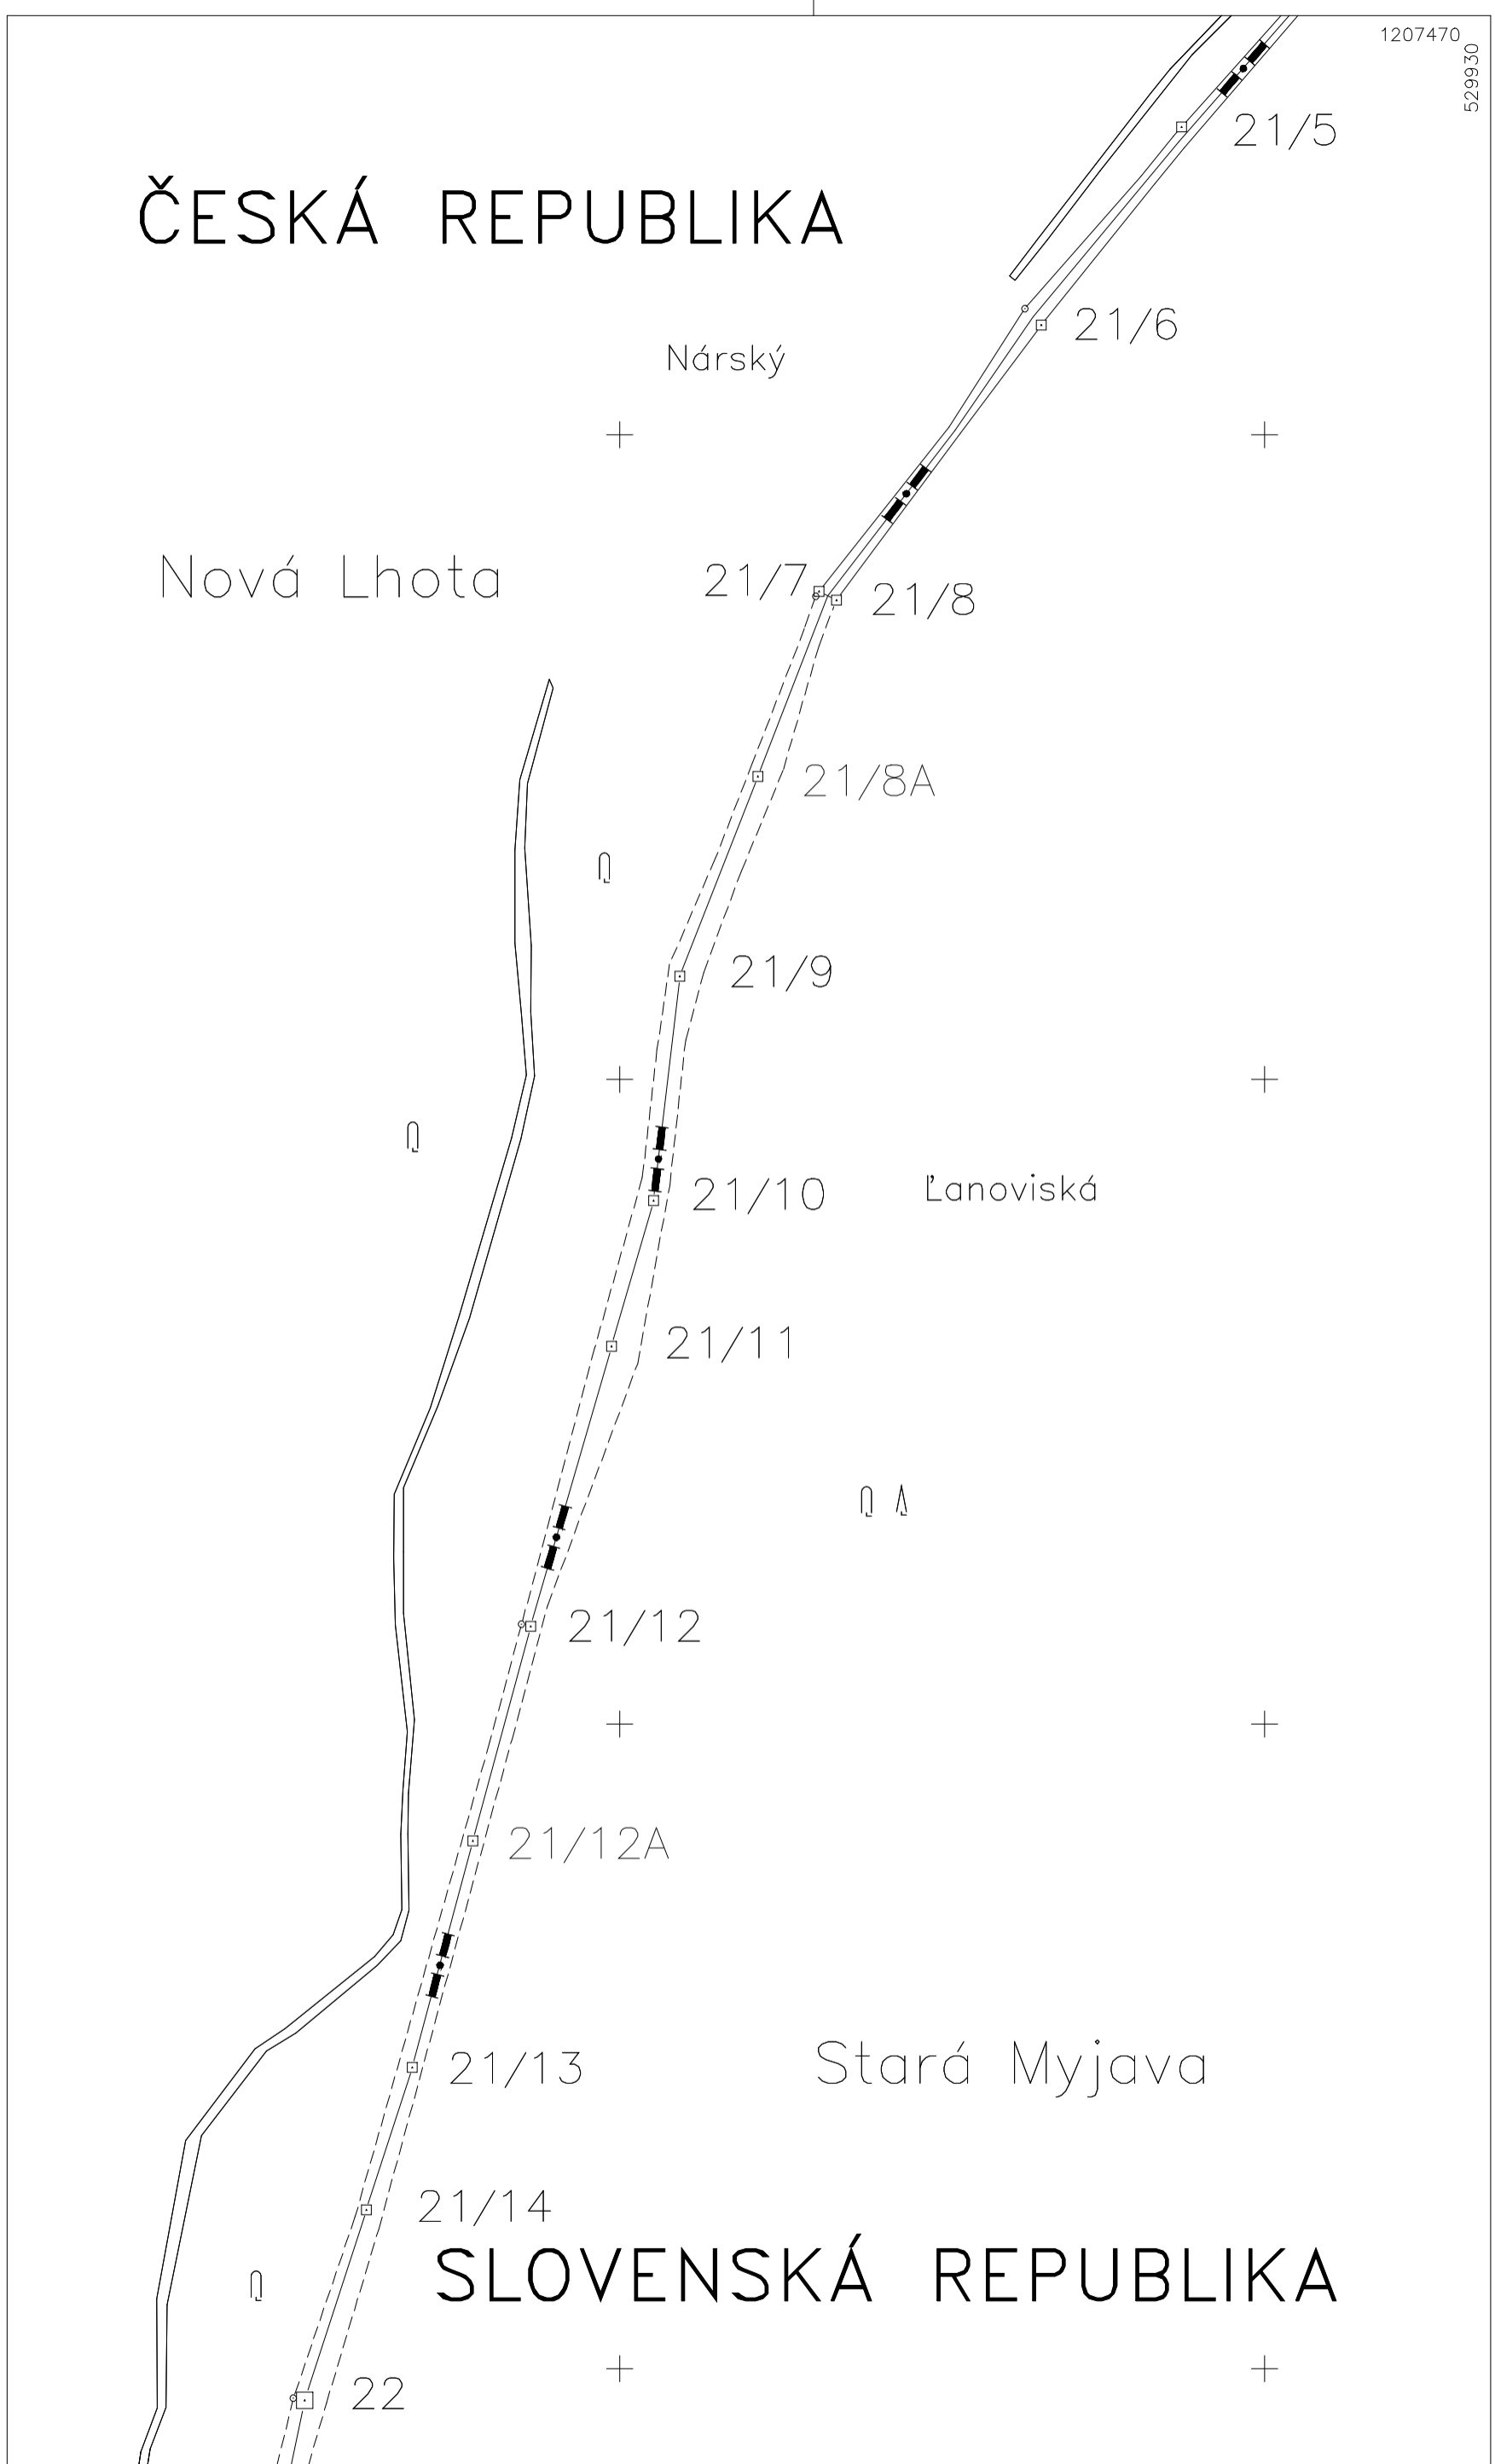 1207470
529930
21/5
ČESKÁ REPUBLIKA
21/6
Nárský
Nová Lhota
21/7
21/8
21/8A
21/9
21/10
Ľanoviská
21/11
21/12
21/12A
21/13
Stará Myjava
21/14
SLOVENSKÁ REPUBLIKA
22